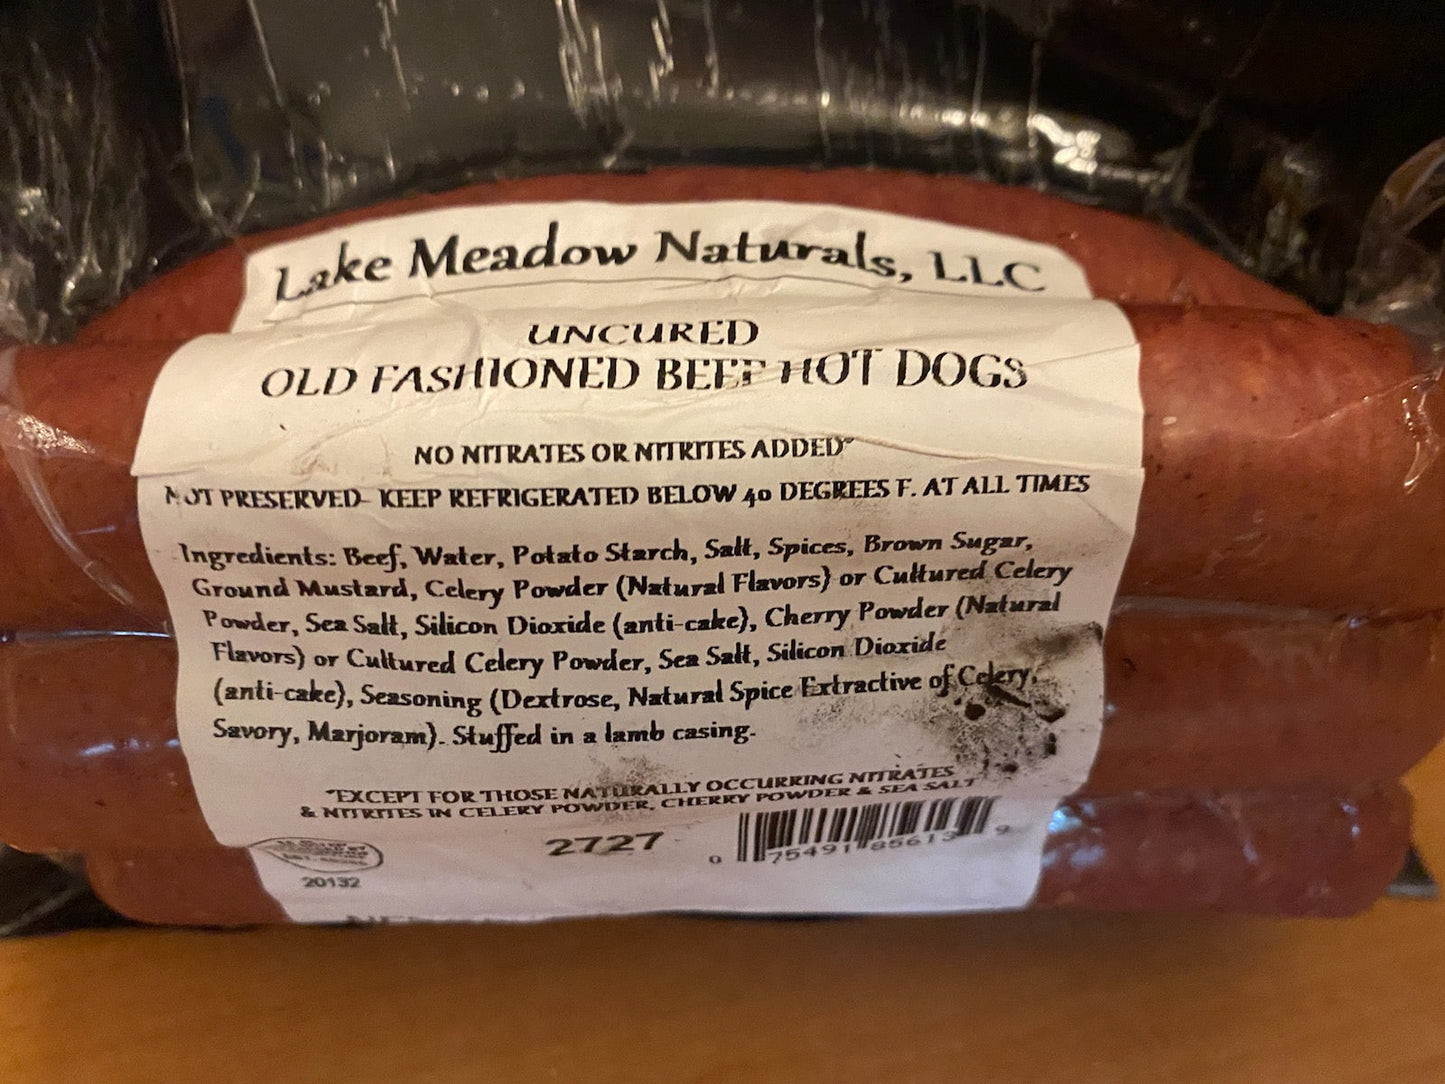 Lake Meadow Naturals, LLC
UNCURED
OLD FASHIONED BEEF HOT DOGS
NO NITRATES OR NITRITES ADDED*
NOT PRESERVED- KEEP REFRIGERATED BELOW 40 DEGREES F. AT ALL TIMES
Ingredients: Beef, Water, Potato Starch, Salt, Spices, Brown Sugar,
Ground Mustard, Celery Powder (Natural Flavors) or Cultured Celery
Powder, Sea Salt, Silicon Dioxide (anti-cake), Cherry Powder (Natural
Flavors) or Cultured Celery Powder, Sea Salt, Silicon Dioxide
(anti-cake), Seasoning (Dextrose, Natural Spice Extractive of Celery,
Savory, Marjoram). Stuffed in a lamb casing.
*EXCEPT FOR THOSE NATURALLY OCCURRING NITRATES
& NITRITES IN CELERY POWDER, CHERRY POWDER & SEA SALT
2727
0 75491 85613 9
20132